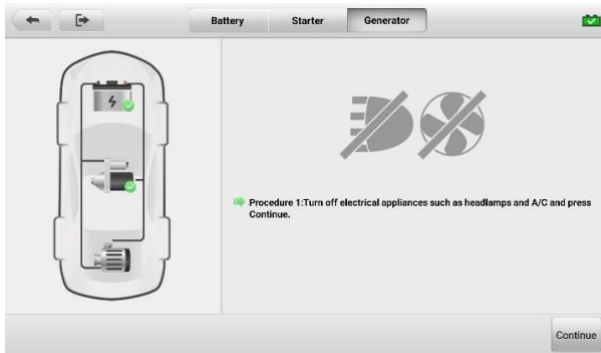 Battery Starter Generator
Procedure 1:Turn off electrical appliances such as headlamps and A/C and press
Continue.
Continue